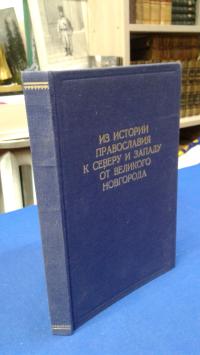 ИЗ ИСТОРИИ
ПРАВОСЛАВИЯ
К СЕВЕРУ И ЗАПАДУ
ОТ ВЕЛИКОГО
НОВГОРОДА